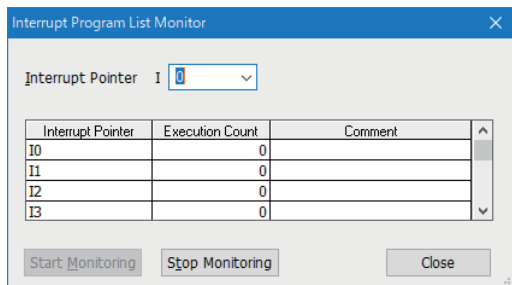 Interrupt Program List Monitor
Interrupt Pointer I 0
Interrupt Pointer Execution Count Comment
I0 0
I1 0
I2 0
I3 0
Start Monitoring Stop Monitoring Close